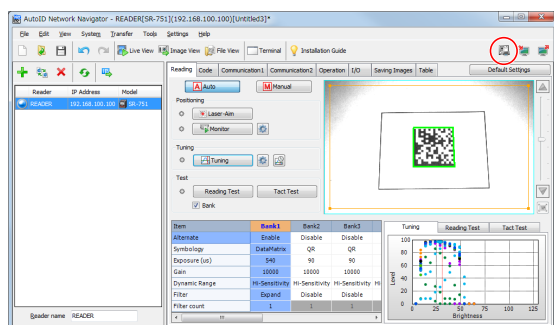 AutoID Network Navigator - READER[SR-751](192.168.100.100)[Untitled3]*
File Edit View System Transfer Tools Settings Help
Live View Image View File View Terminal Installation Guide
Reading Code Communication1 Communication2 Operation I/O Saving Images Table Default Settings
Reader IP Address Model
READER 192.168.100.100 SR-751
A Auto M Manual
Positioning
Laser-Aim
Monitor
Tuning
Tuning
Test
Reading Test Tact Test
Bank
Item Bank1 Bank2 Bank3
Alternate Enable Disable Disable
Symbology DataMatrix QR QR
Exposure (us) 540 90 90
Gain 10000 10000 10000
Dynamic Range Hi-Sensitivity Hi-Sensitivity Hi-Sensitivity Hi
Filter Expand Disable Disable
Filter count 1 1 1
Tuning Reading Test Tact Test
Level
100
80
60
40
20
0
0 25 50 75 100 125
Brightness
Reader name READER